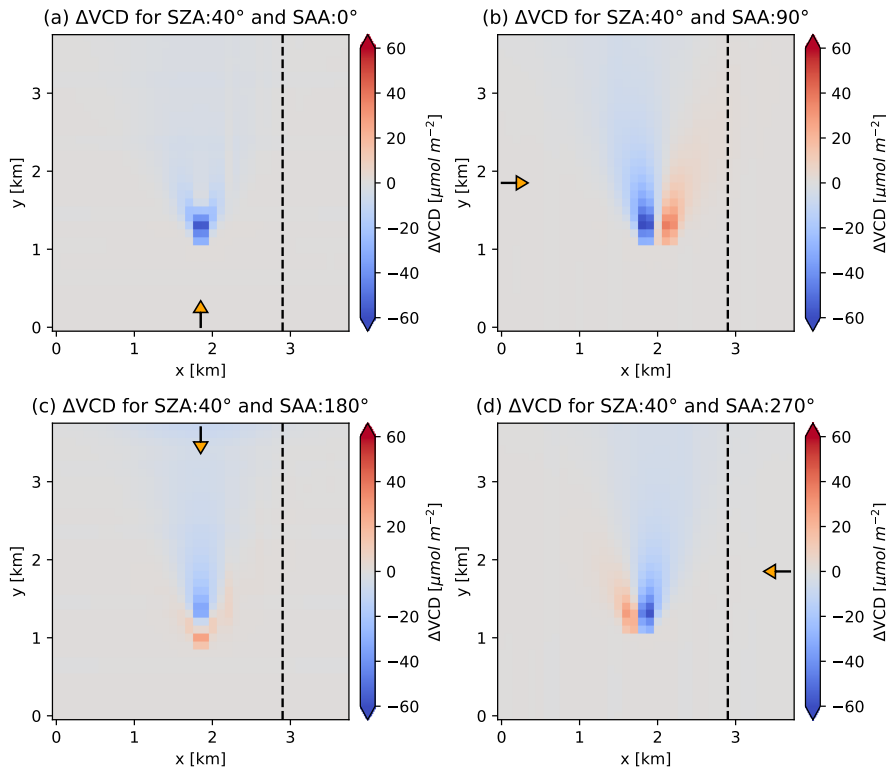 (a) ΔVCD for SZA:40° and SAA:0°
(b) ΔVCD for SZA:40° and SAA:90°
y [km]
3
2
1
0
0 1 2 3
x [km]
60
40
20
0
−20
−40
−60
ΔVCD [μmol m⁻²]
y [km]
3
2
1
0
0 1 2 3
x [km]
60
40
20
0
−20
−40
−60
ΔVCD [μmol m⁻²]
(c) ΔVCD for SZA:40° and SAA:180°
(d) ΔVCD for SZA:40° and SAA:270°
y [km]
3
2
1
0
0 1 2 3
x [km]
60
40
20
0
−20
−40
−60
ΔVCD [μmol m⁻²]
y [km]
3
2
1
0
0 1 2 3
x [km]
60
40
20
0
−20
−40
−60
ΔVCD [μmol m⁻²]